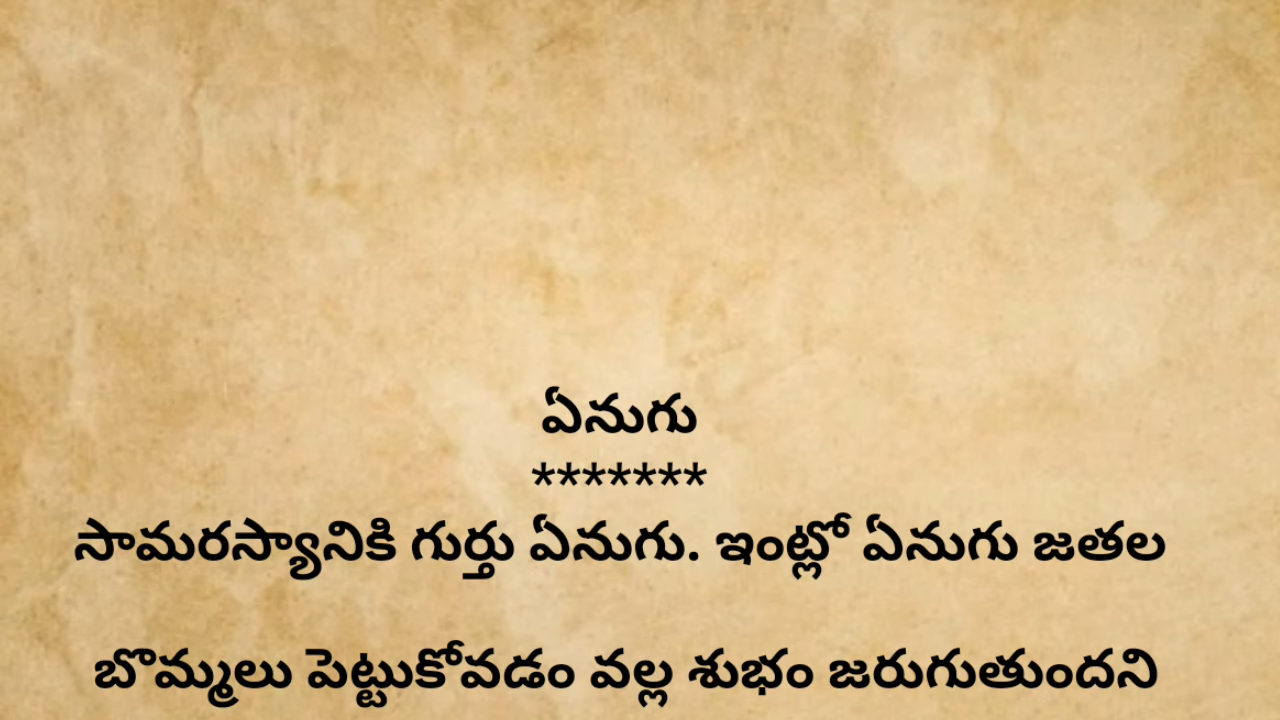 ఏనుగు
*******
సామరస్యానికి గుర్తు ఏనుగు. ఇంట్లో ఏనుగు జతల
బొమ్మలు పెట్టుకోవడం వల్ల శుభం జరుగుతుందని